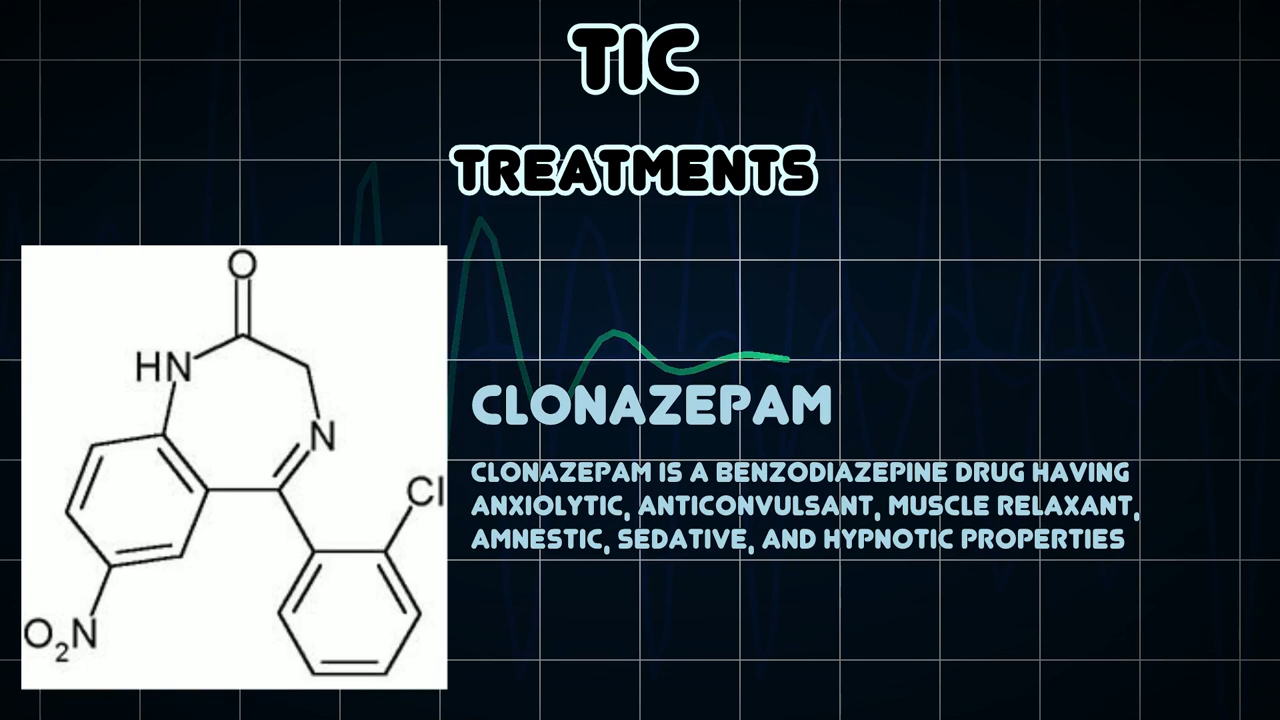 TIC
TREATMENTS
O
HN
N
Cl
O2N
CLONAZEPAM
CLONAZEPAM IS A BENZODIAZEPINE DRUG HAVING
ANXIOLYTIC, ANTICONVULSANT, MUSCLE RELAXANT,
AMNESTIC, SEDATIVE, AND HYPNOTIC PROPERTIES